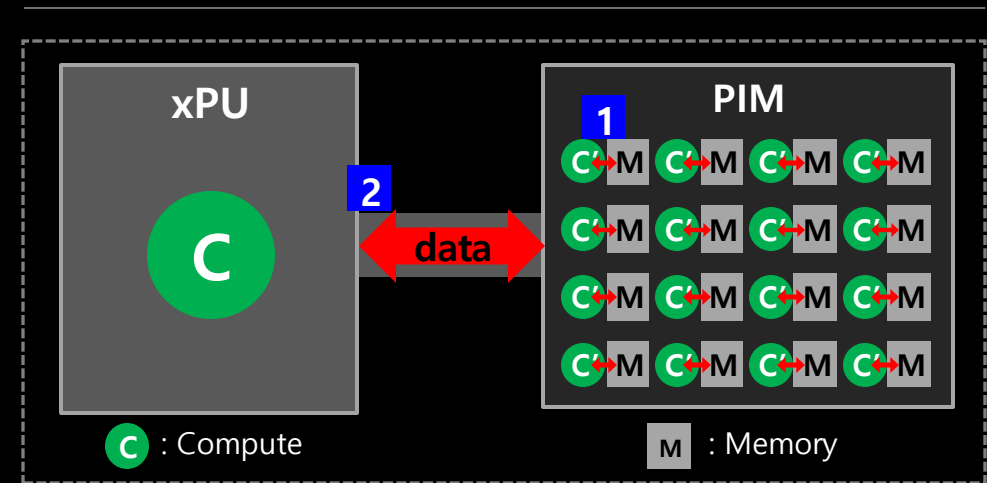 xPU
PIM
1
C' M C' M C' M C' M
2
C' M C' M C' M C' M
C
data
C' M C' M C' M C' M
C' M C' M C' M C' M
C : Compute
M : Memory